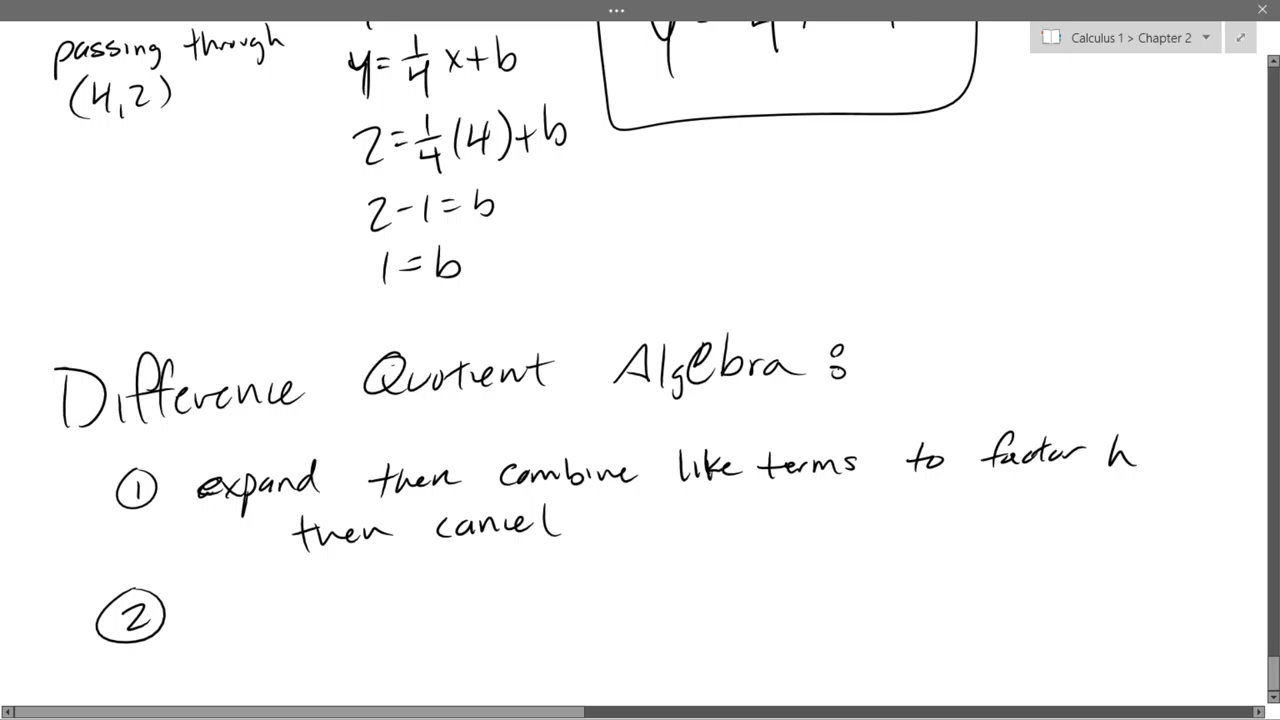 Calculus 1 > Chapter 2
passing through
(4,2)
y=1/4 x+b
2=1/4(4)+b
2-1=b
1=b
Difference Quotient Algebra:
① expand then combine like terms to factor h
then cancel
②